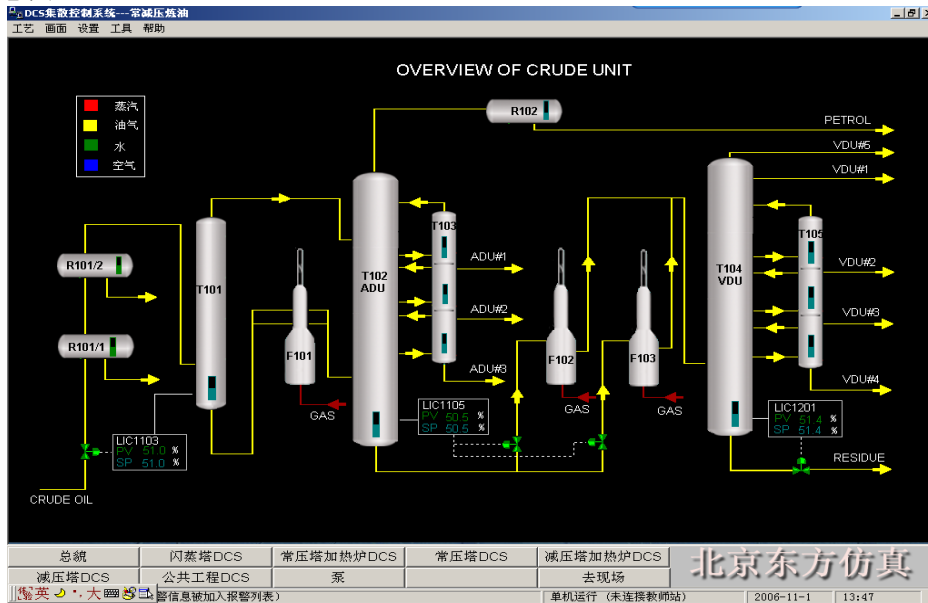 DCS集散控制系统---常减压炼油
工艺 画面 设置 工具 帮助
OVERVIEW OF CRUDE UNIT
蒸汽
油气
水
空气
R102
PETROL
VDU#5
VDU#1
T103
T105
R101/2
T101
T102
ADU
ADU#1
T104
VDU
VDU#2
ADU#2
VDU#3
R101/1
F101
F102
F103
ADU#3
VDU#4
GAS
GAS
GAS
LIC1105
PV 50.5 %
SP 50.5 %
LIC1201
PV 51.4 %
SP 51.4 %
LIC1103
PV 51.0 %
SP 51.0 %
RESIDUE
CRUDE OIL
总貌 闪蒸塔DCS 常压塔加热炉DCS 常压塔DCS 减压塔加热炉DCS
北京东方仿真
减压塔DCS 公共工程DCS 泵 去现场
英 大 警信息被加入报警列表) 单机运行 (未连接教师站) 2006-11-1 13:47